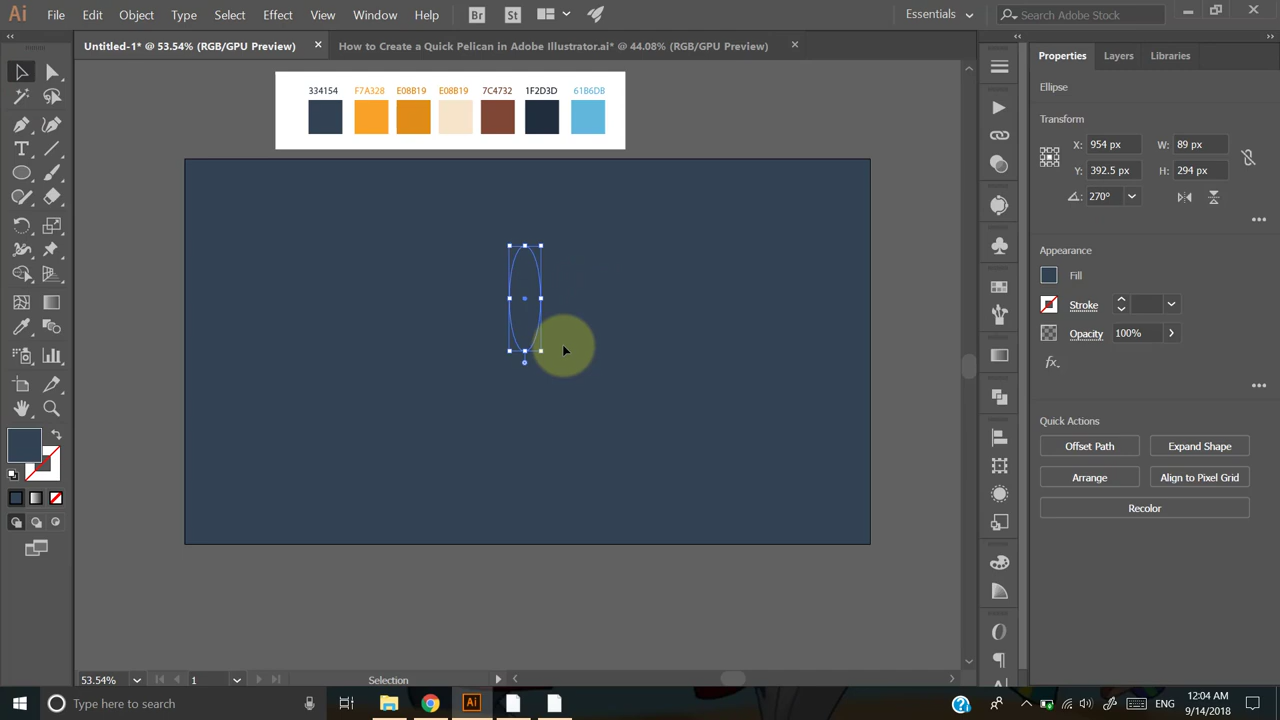 Ai File Edit Object Type Select Effect View Window Help Br St Essentials Search Adobe Stock
Untitled-1* @ 53.54% (RGB/GPU Preview) × How to Create a Quick Pelican in Adobe Illustrator.ai* @ 44.08% (RGB/GPU Preview) ×
Properties Layers Libraries
334154 F7A328 E08B19 E08B19 7C4732 1F2D3D 61B6DB
Ellipse
Transform
X: 954 px W: 89 px
Y: 392.5 px H: 294 px
270°
Appearance
Fill
Stroke
Opacity 100%
fx.
Quick Actions
Offset Path Expand Shape
Arrange Align to Pixel Grid
Recolor
53.54% 1 Selection
Type here to search Ai ENG 12:04 AM
9/14/2018